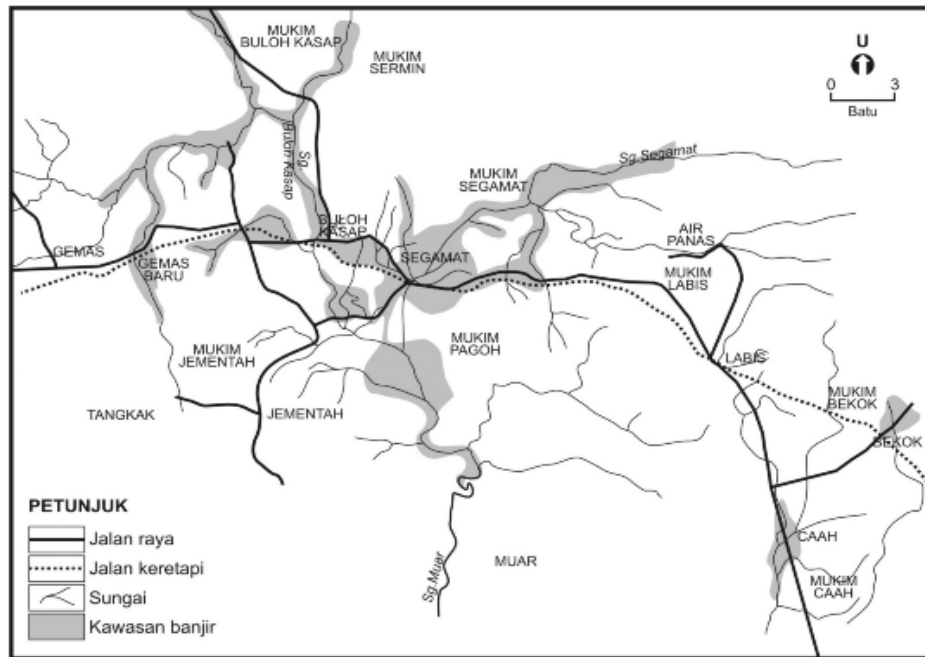 MUKIM
BULOH KASAP
MUKIM
SERMIN
U
0 3
Batu
Sg
Buloh Kasap
Sg.Segamat
MUKIM
SEGAMAT
BULOH
KASAP
AIR
PANAS
GEMAS
GEMAS
BARU
SEGAMAT
MUKIM
LABIS
MUKIM
JEMENTAH
MUKIM
PAGOH
LABIS
TANGKAK
JEMENTAH
MUKIM
BEKOK
BEKOK
Sg.Muar
MUAR
CAAH
MUKIM
CAAH
PETUNJUK
Jalan raya
Jalan keretapi
Sungai
Kawasan banjir